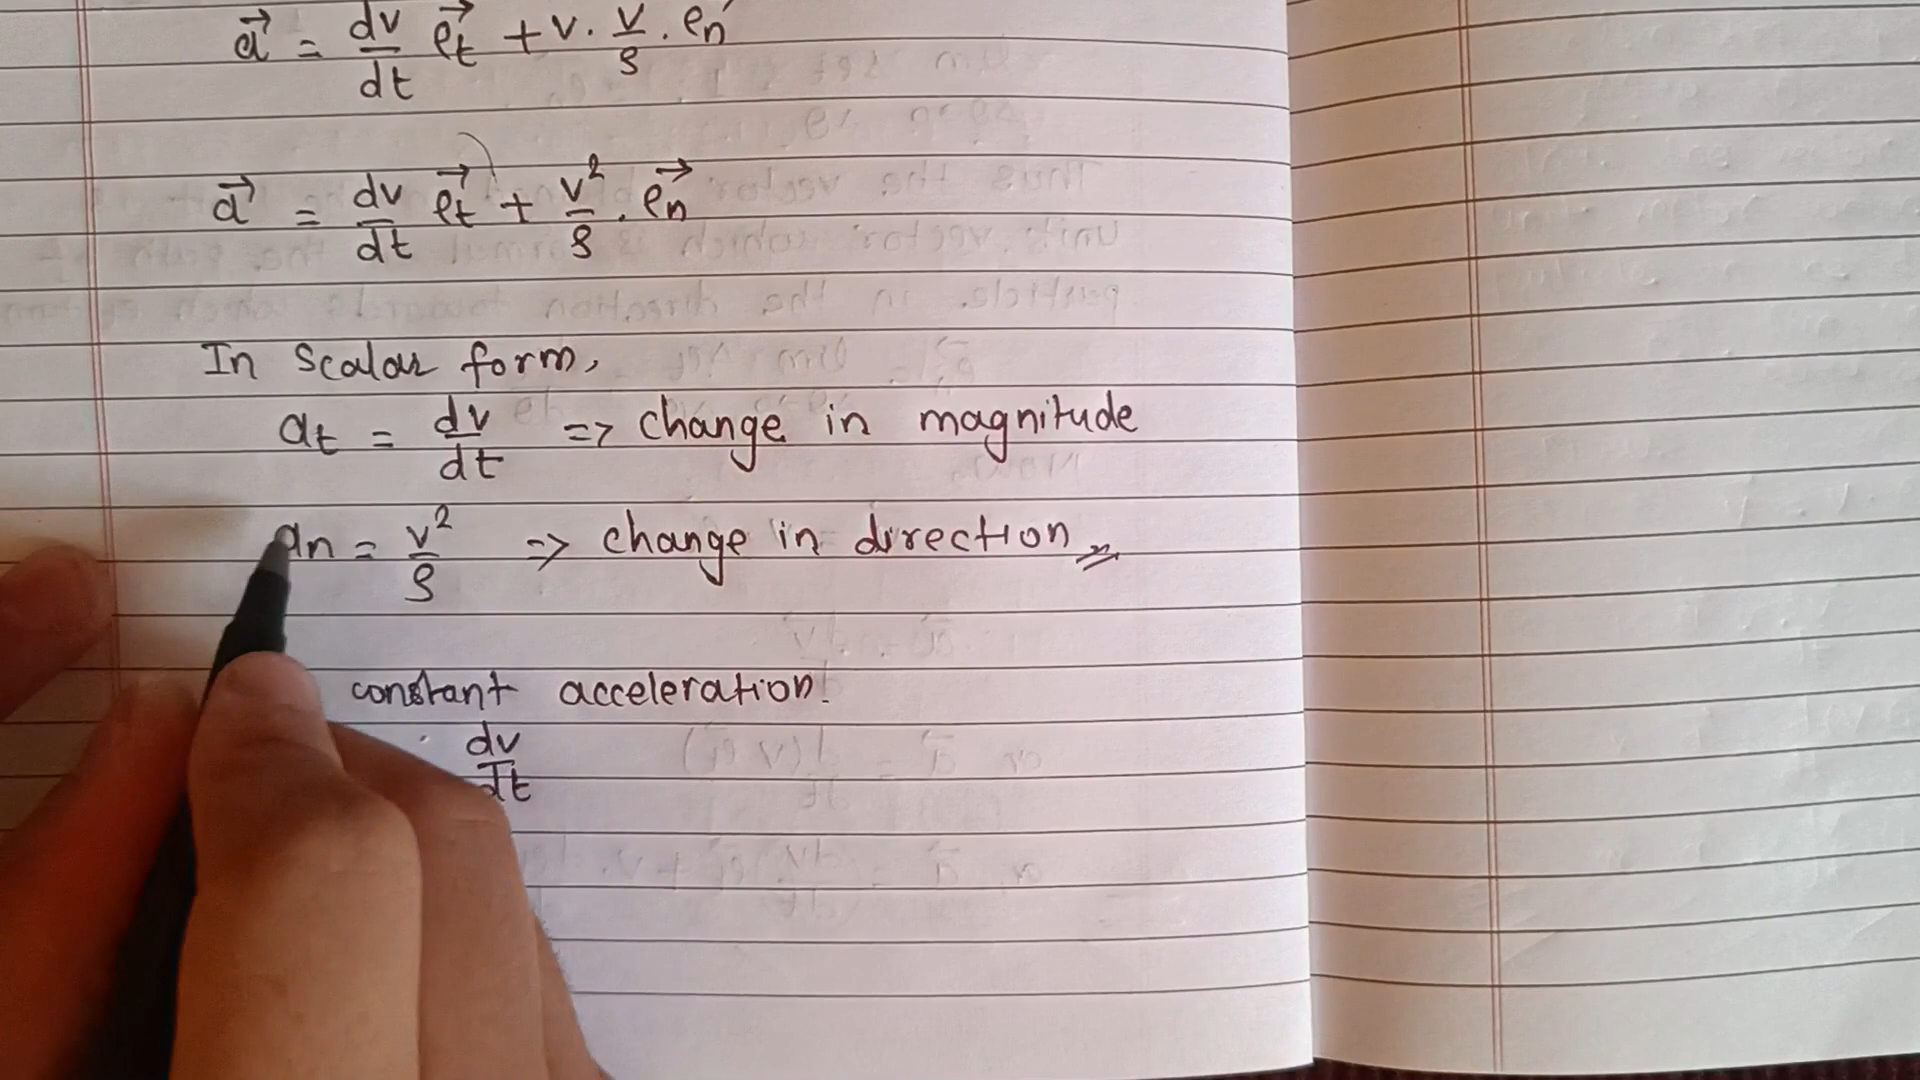 a⃗ = dv/dt e⃗t + v . v/ρ . e⃗n
a⃗ = dv/dt e⃗t + v²/ρ . e⃗n
In scalar form,
at = dv/dt => change in magnitude
an = v²/ρ => change in direction
constant acceleration!
dv/dt